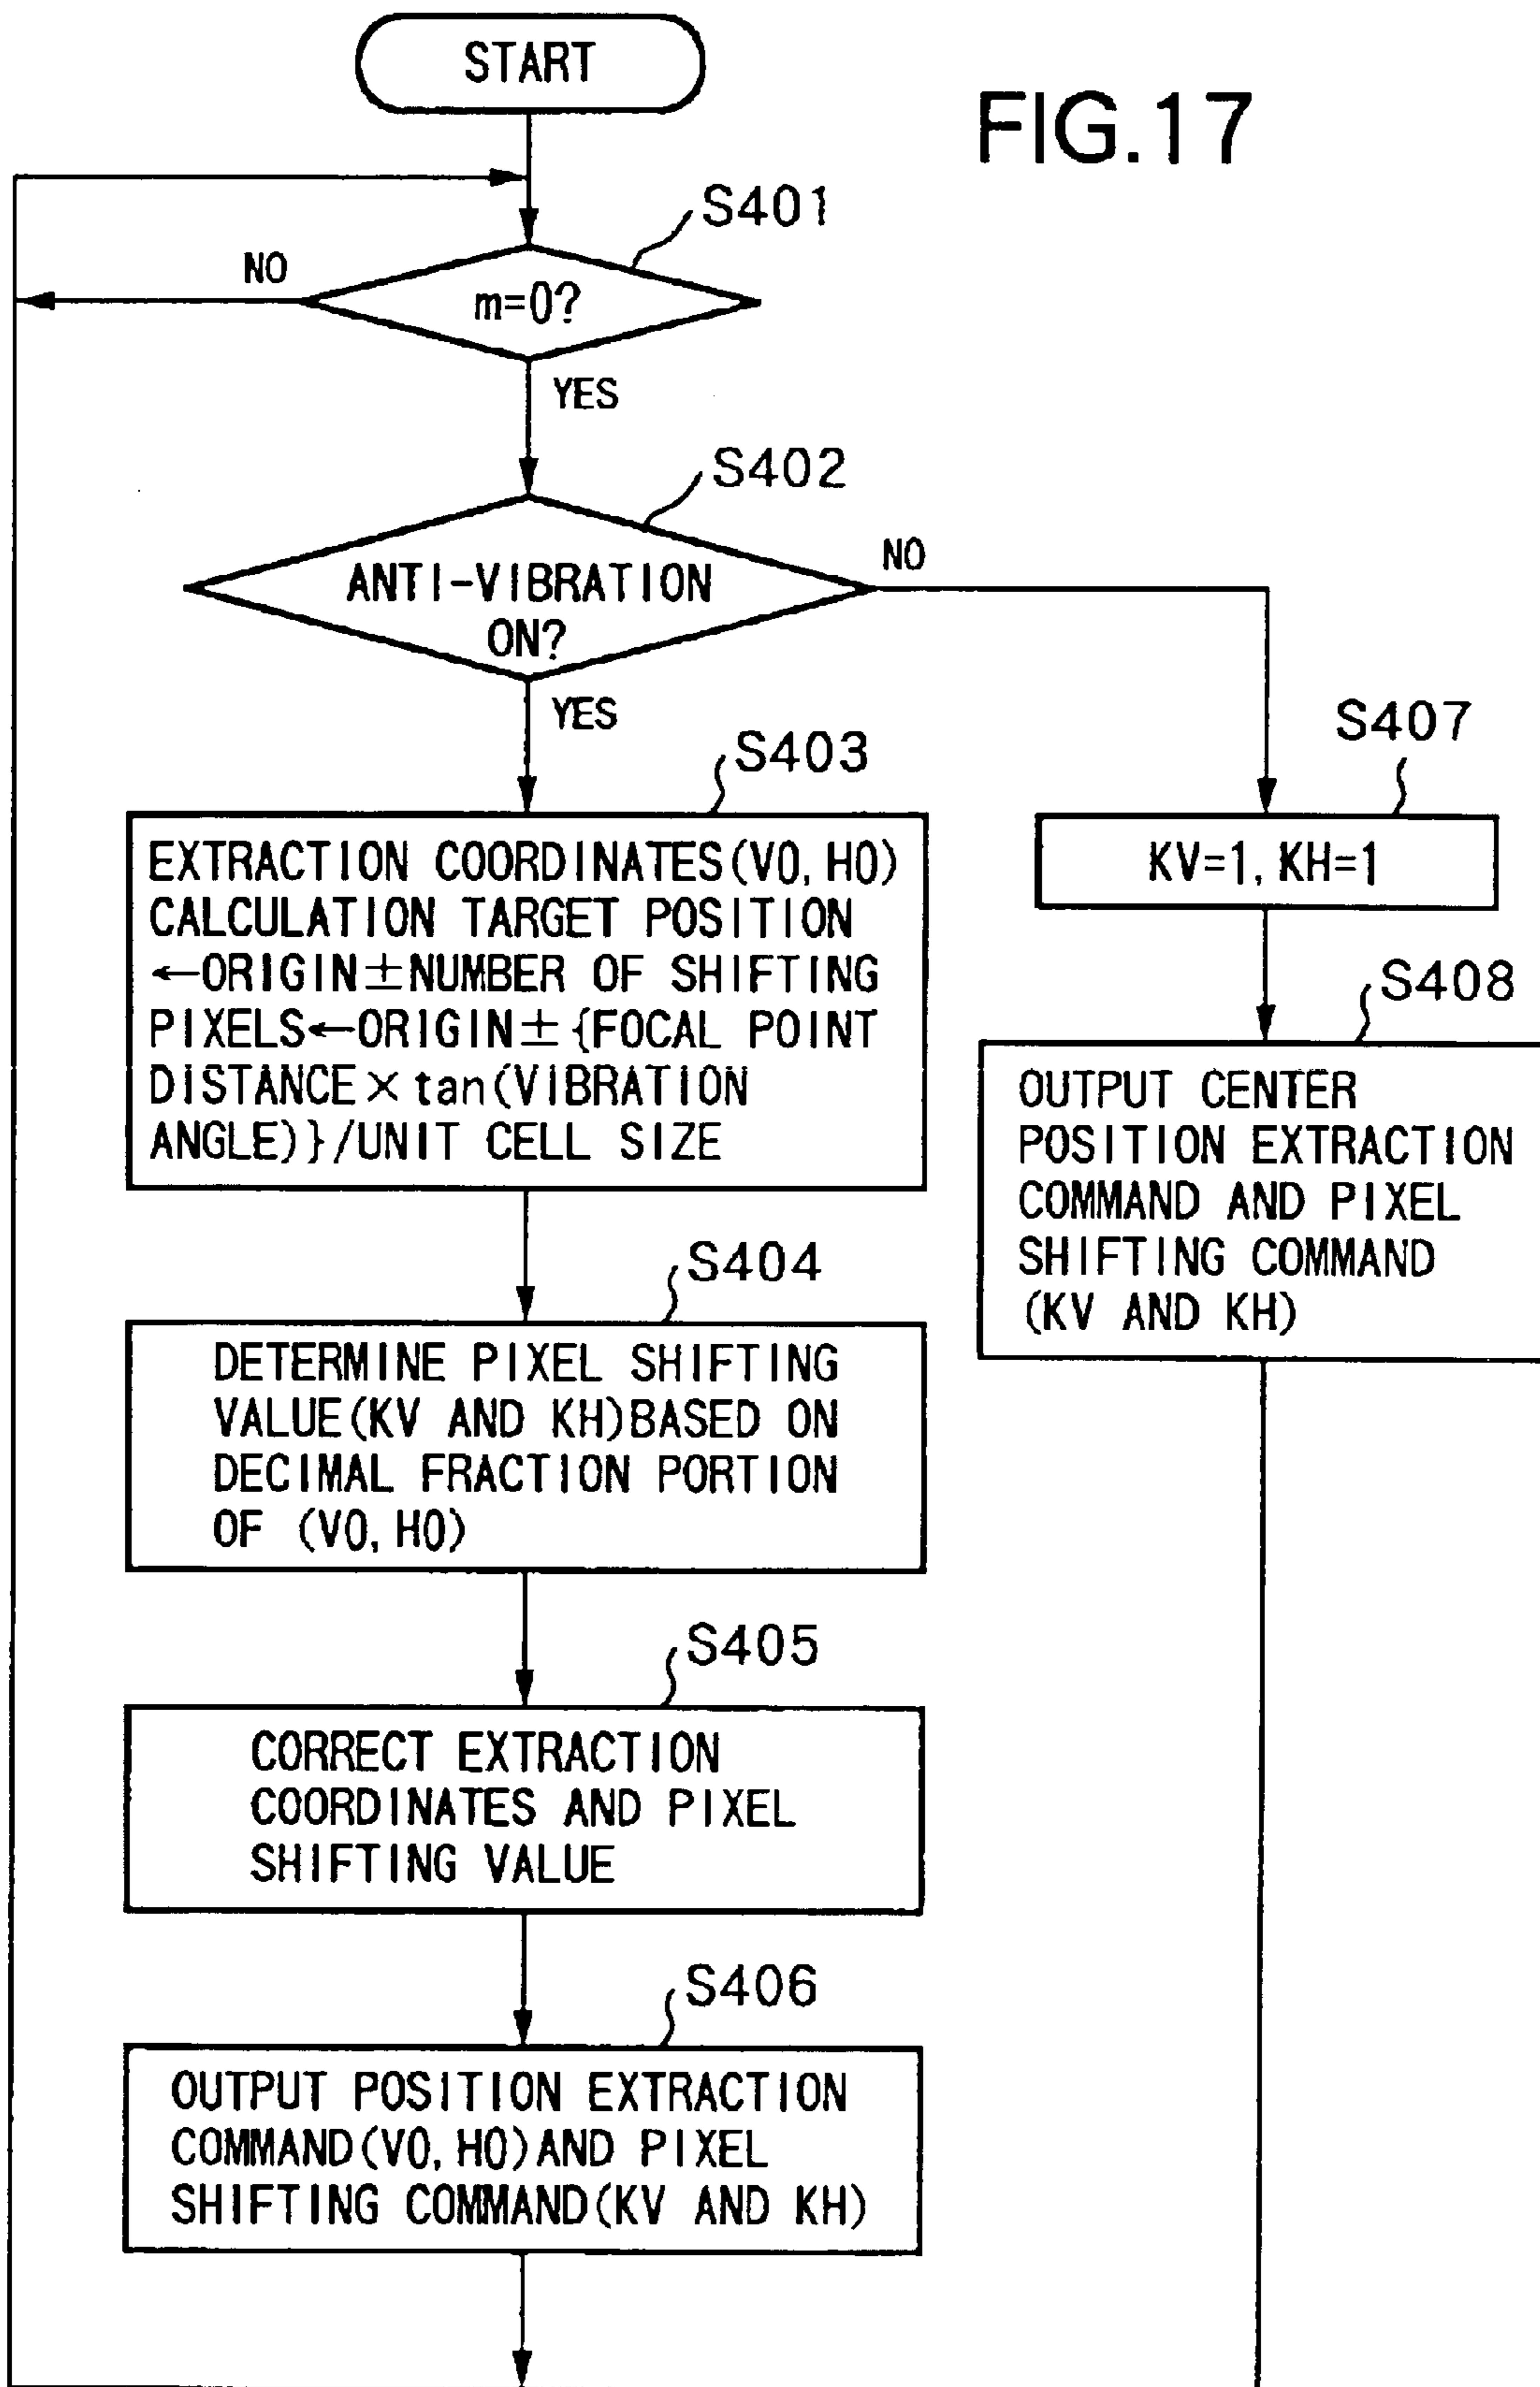 START
FIG.17
S401
NO
m=0?
YES
S402
NO
ANTI-VIBRATION
ON?
YES
S403
EXTRACTION COORDINATES(V0, H0)
CALCULATION TARGET POSITION
←ORIGIN±NUMBER OF SHIFTING
PIXELS←ORIGIN±{FOCAL POINT
DISTANCE×tan(VIBRATION
ANGLE)}/UNIT CELL SIZE
S407
KV=1, KH=1
S408
OUTPUT CENTER
POSITION EXTRACTION
COMMAND AND PIXEL
SHIFTING COMMAND
(KV AND KH)
S404
DETERMINE PIXEL SHIFTING
VALUE(KV AND KH)BASED ON
DECIMAL FRACTION PORTION
OF (V0, H0)
S405
CORRECT EXTRACTION
COORDINATES AND PIXEL
SHIFTING VALUE
S406
OUTPUT POSITION EXTRACTION
COMMAND(V0, H0)AND PIXEL
SHIFTING COMMAND(KV AND KH)